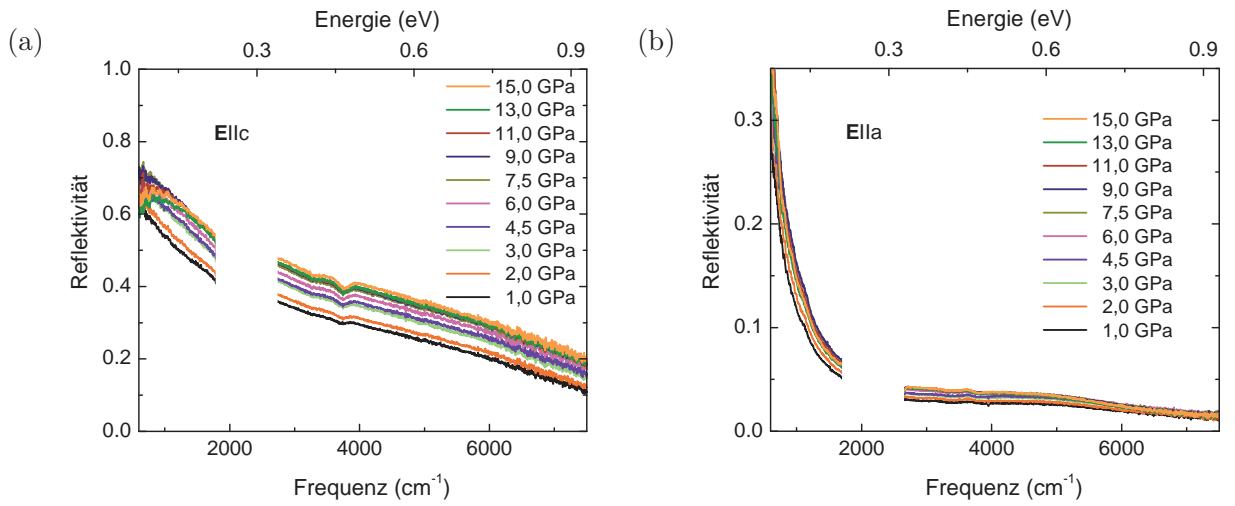 (a)
Energie (eV)
0.3 0.6 0.9
1.0
0.8
0.6
0.4
0.2
0.0
Reflektivität
EIIc
15,0 GPa
13,0 GPa
11,0 GPa
9,0 GPa
7,5 GPa
6,0 GPa
4,5 GPa
3,0 GPa
2,0 GPa
1,0 GPa
2000 4000 6000
Frequenz (cm⁻¹)
(b)
Energie (eV)
0.3 0.6 0.9
0.3
0.2
0.1
0.0
Reflektivität
EIIa
15,0 GPa
13,0 GPa
11,0 GPa
9,0 GPa
7,5 GPa
6,0 GPa
4,5 GPa
3,0 GPa
2,0 GPa
1,0 GPa
2000 4000 6000
Frequenz (cm⁻¹)